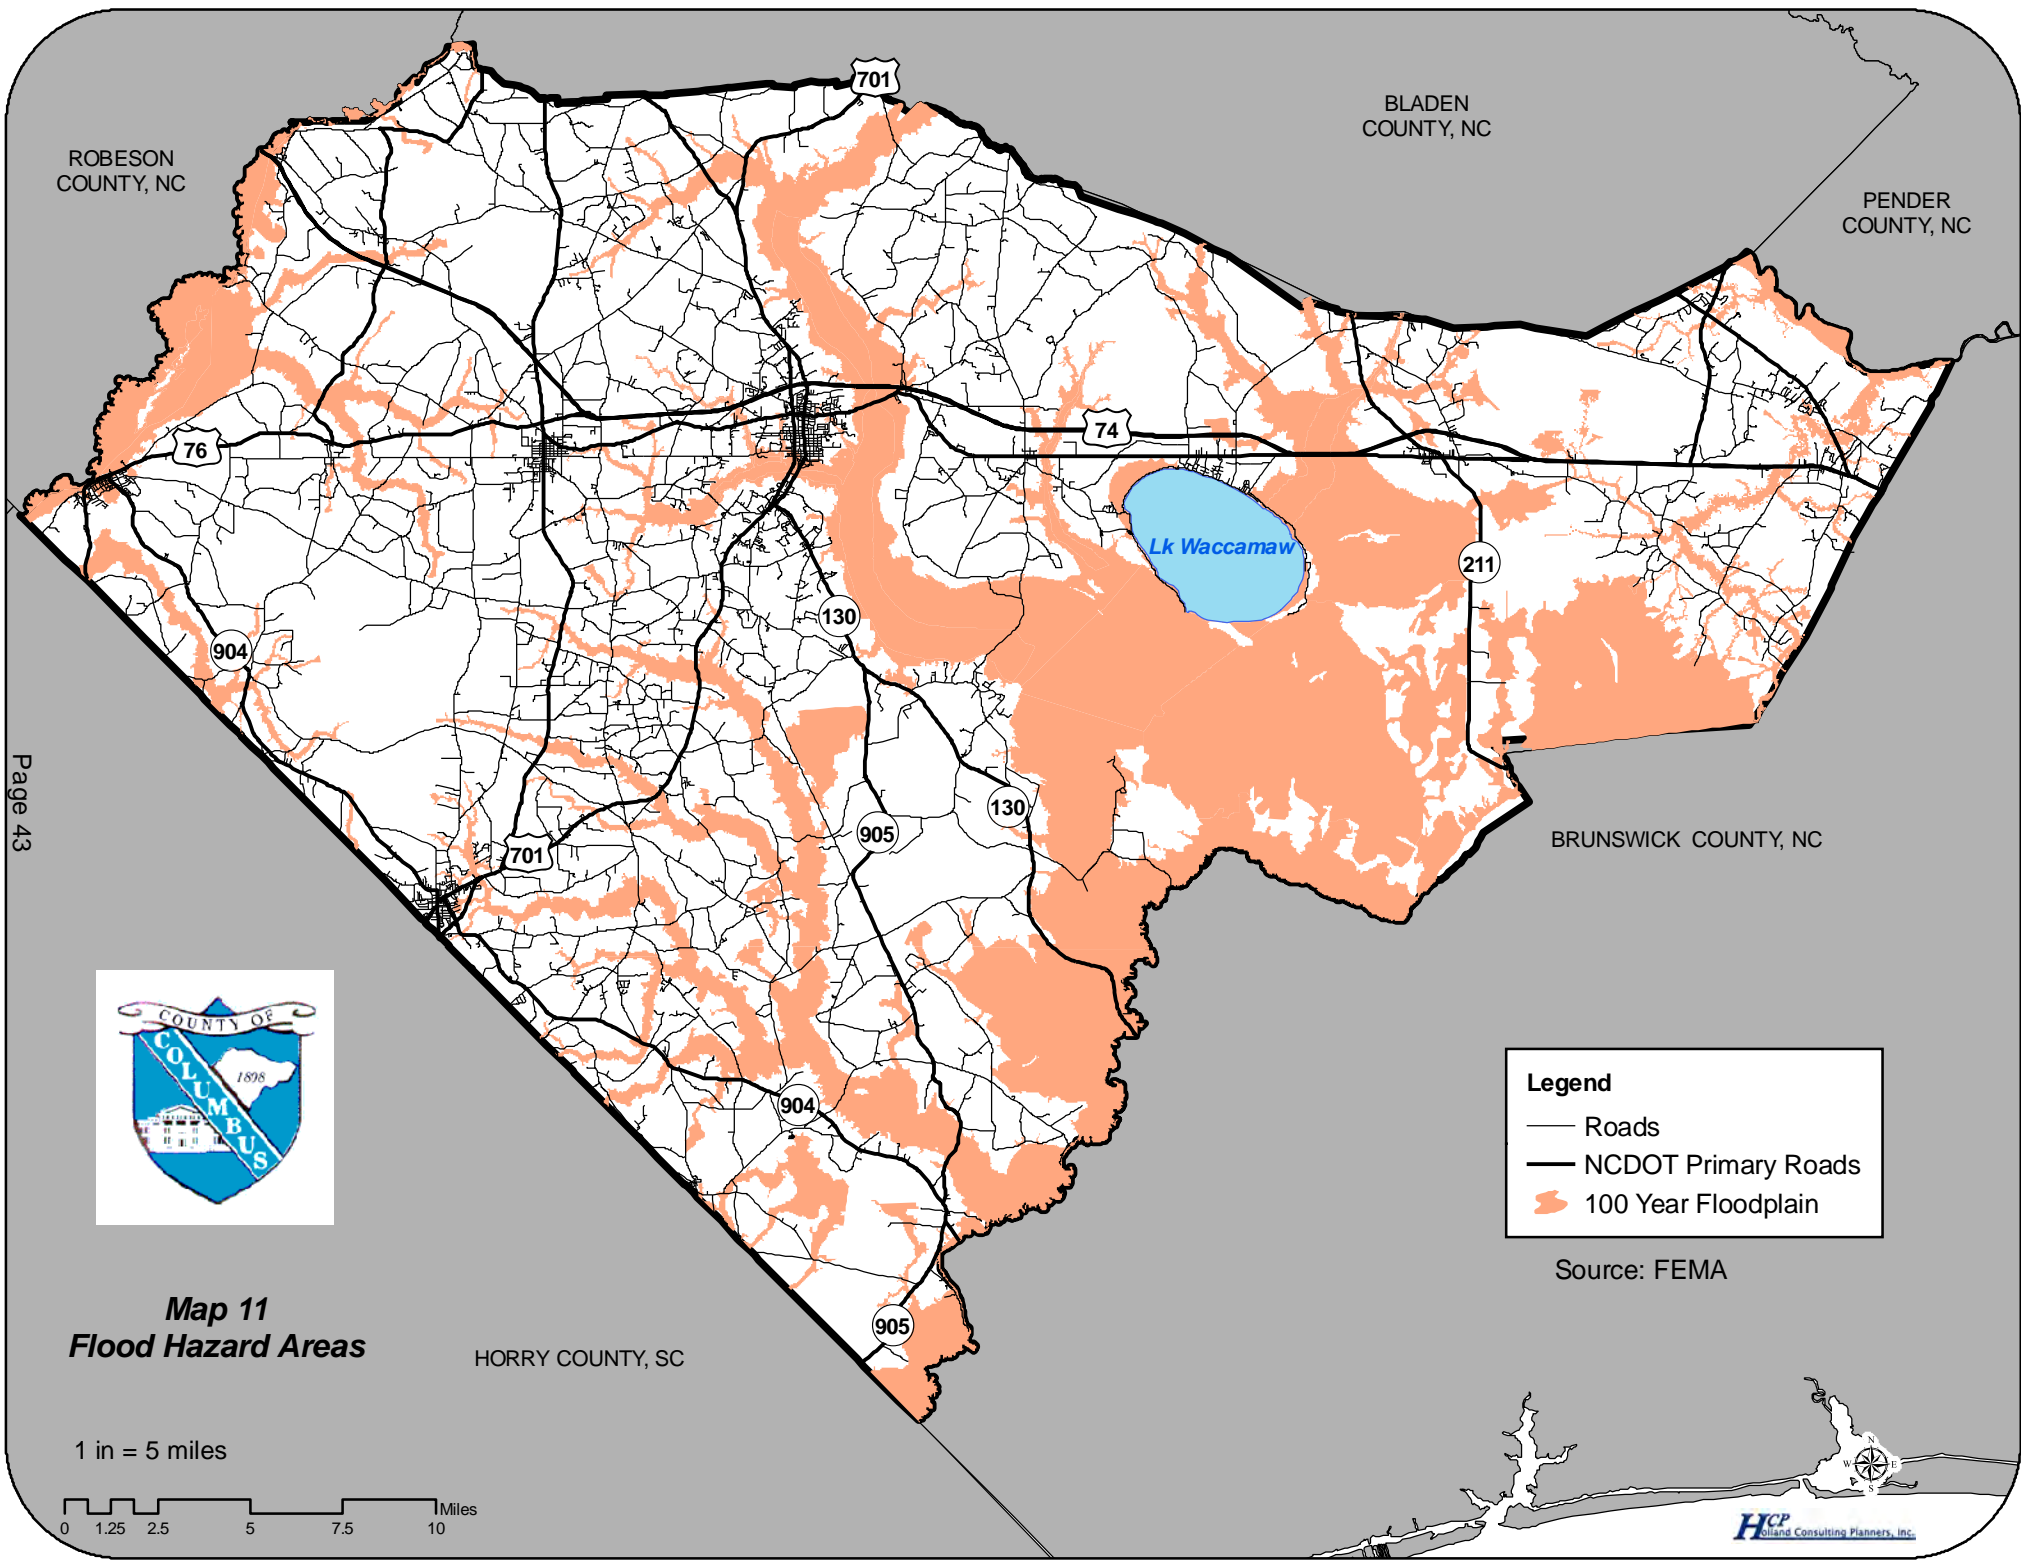 701
BLADEN
COUNTY, NC
ROBESON
COUNTY, NC
PENDER
COUNTY, NC
76
74
Lk Waccamaw
211
130
904
Page 43
130
905
701
BRUNSWICK COUNTY, NC
COUNTY OF
COLUMBUS
1898
904
Legend
Roads
NCDOT Primary Roads
100 Year Floodplain
Source: FEMA
Map 11
Flood Hazard Areas
905
HORRY COUNTY, SC
1 in = 5 miles
Miles
0 1.25 2.5 5 7.5 10
N
W E
S
HCP
Holland Consulting Planners, Inc.